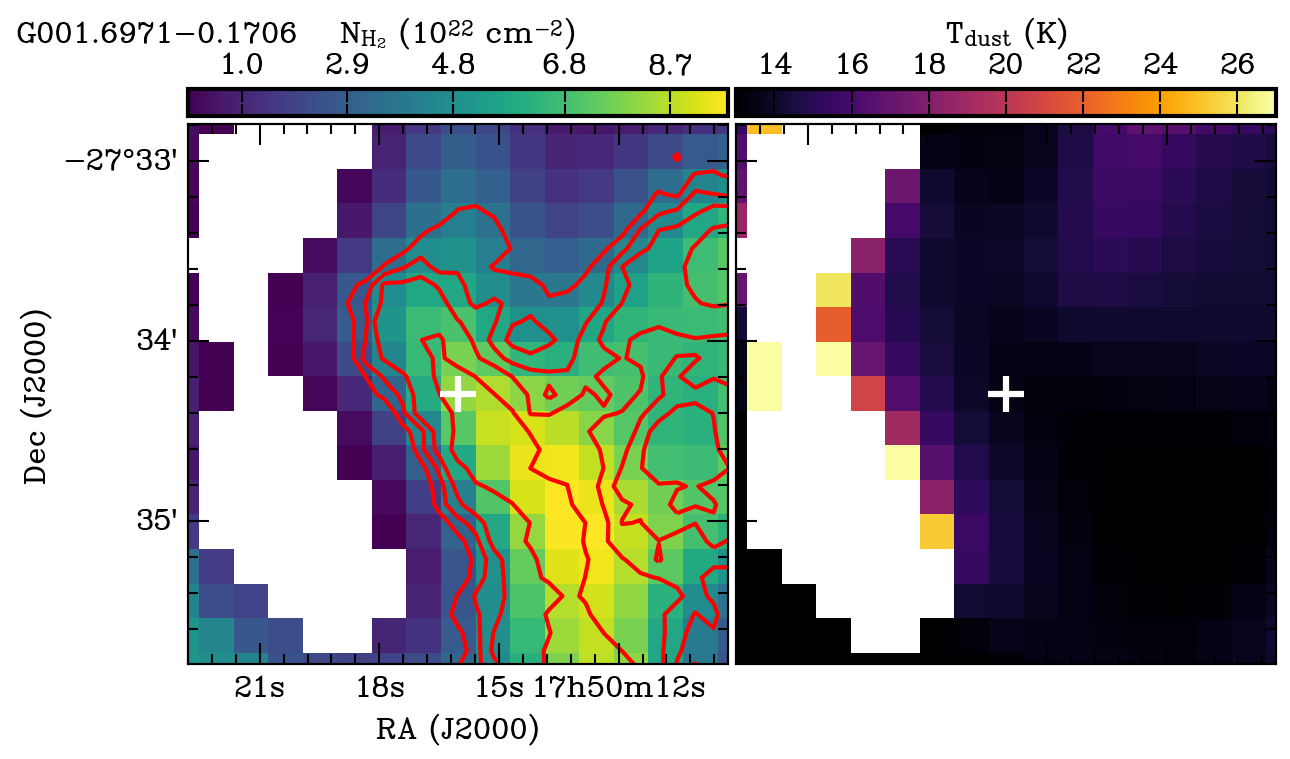 G001.6971−0.1706 N_H₂ (10²² cm⁻²) T_dust (K)
1.0 2.9 4.8 6.8 8.7 14 16 18 20 22 24 26
−27°33'
34'
35'
Dec (J2000)
21s 18s 15s 17h50m12s
RA (J2000)